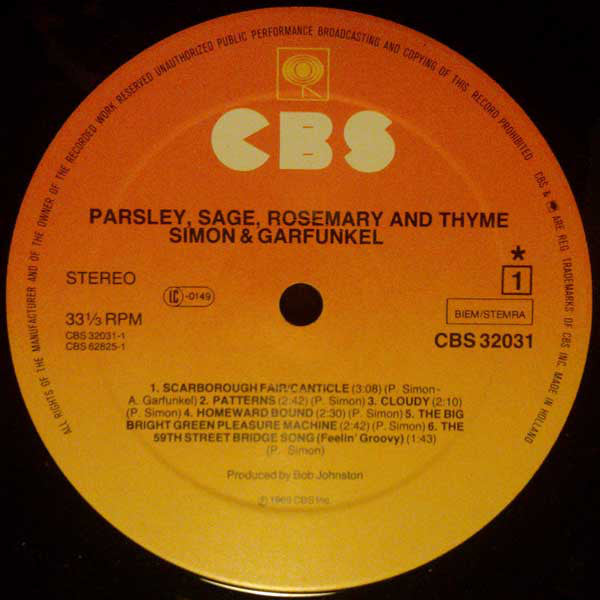 ALL RIGHTS OF THE MANUFACTURER AND OF THE OWNER OF THE RECORDED WORK RESERVED UNAUTHORIZED PUBLIC PERFORMANCE BROADCASTING AND COPYING OF THIS RECORD PROHIBITED CBS & ARE REG. TRADEMARKS OF CBS INC. MADE IN HOLLAND
CBS
PARSLEY, SAGE, ROSEMARY AND THYME
SIMON & GARFUNKEL
STEREO
LC -0149
*
1
33⅓ RPM
BIEM/STEMRA
CBS 32031-1
CBS 62825-1
CBS 32031
1. SCARBOROUGH FAIR/CANTICLE (3:08) (P. Simon-
A. Garfunkel) 2. PATTERNS (2:42) (P. Simon) 3. CLOUDY (2:10)
(P. Simon) 4. HOMEWARD BOUND (2:30) (P. Simon) 5. THE BIG
BRIGHT GREEN PLEASURE MACHINE (2:42) (P. Simon) 6. THE
59TH STREET BRIDGE SONG (Feelin' Groovy) (1:43)
(P. Simon)
Produced by Bob Johnston
CBS Inc.